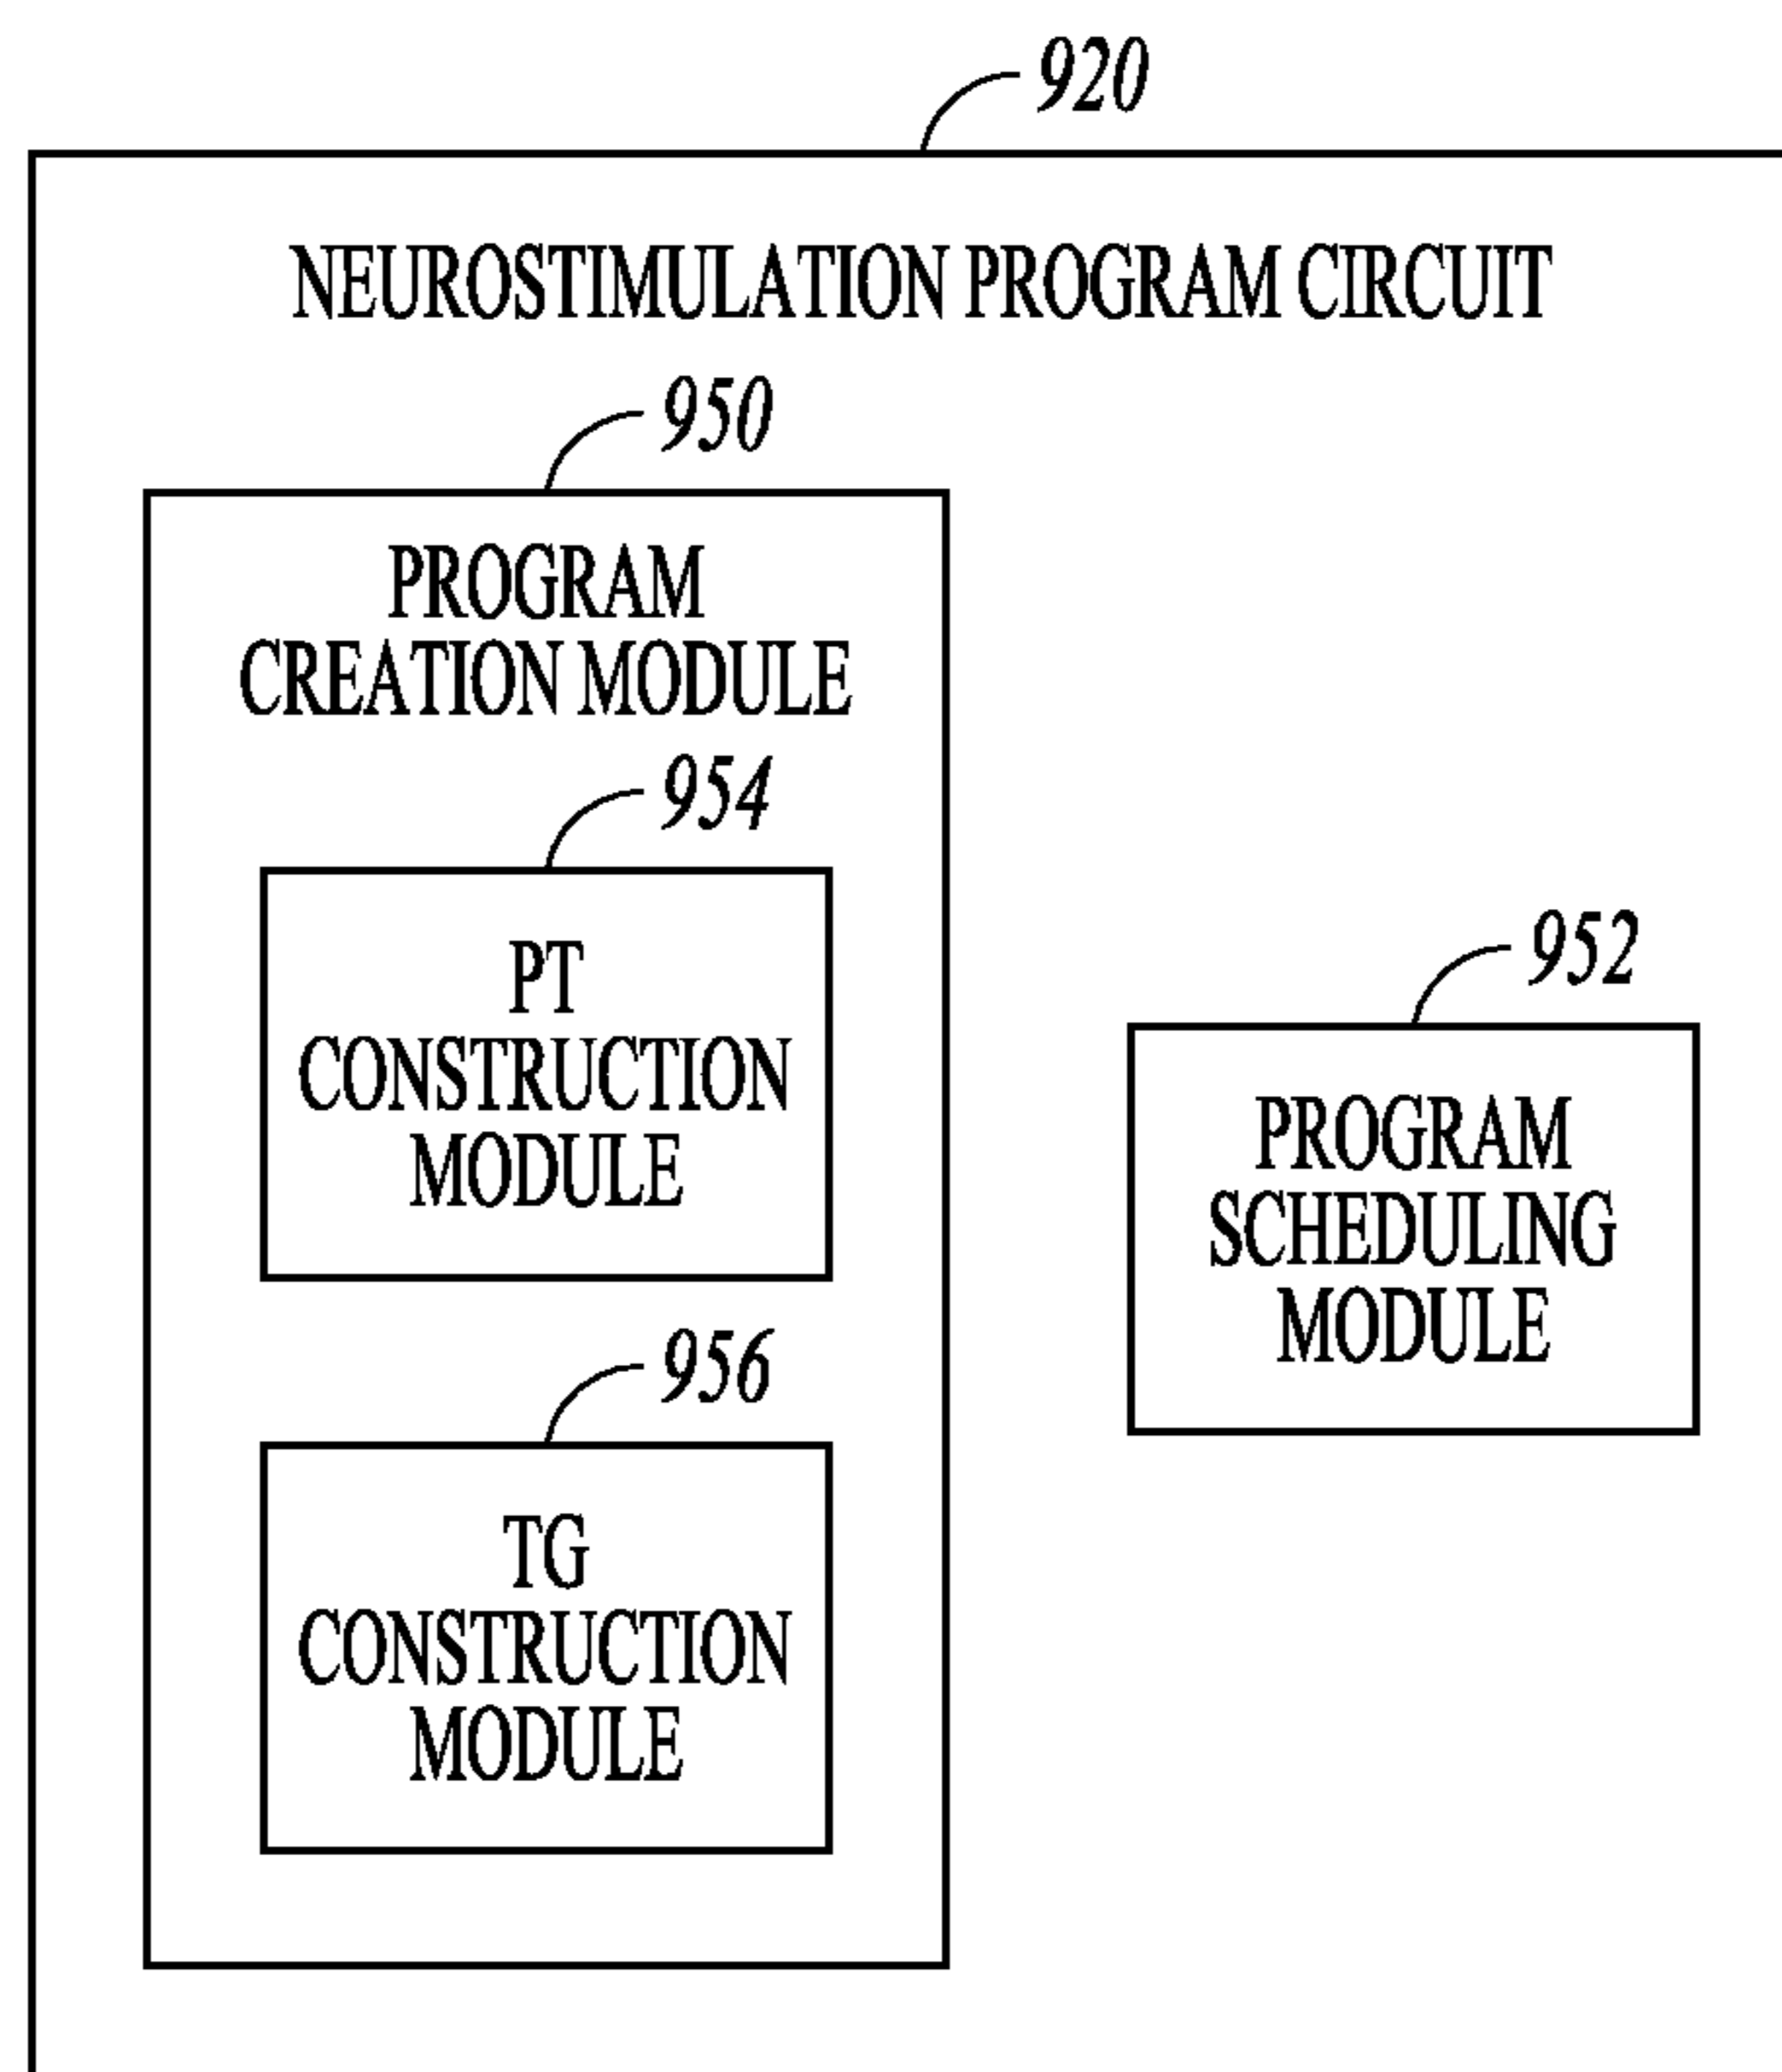 920
NEUROSTIMULATION PROGRAM CIRCUIT
950
PROGRAM
CREATION MODULE
954
PT
CONSTRUCTION
MODULE
956
TG
CONSTRUCTION
MODULE
952
PROGRAM
SCHEDULING
MODULE